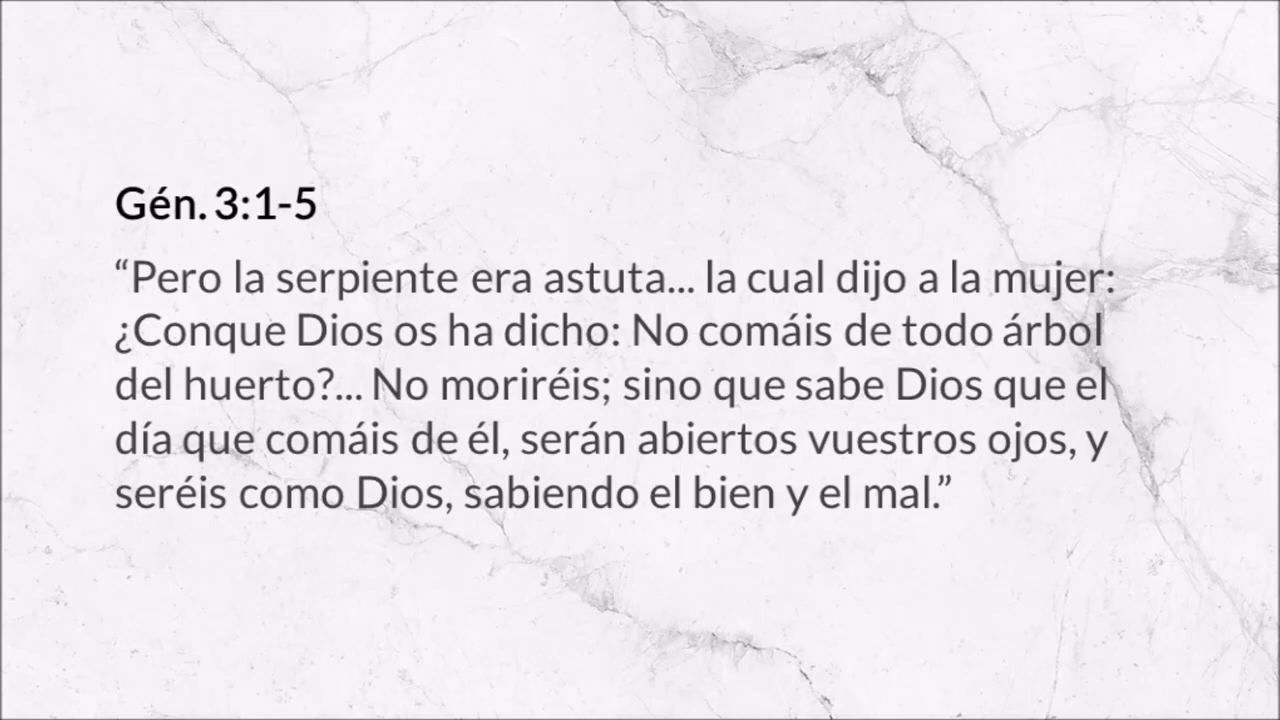 Gén. 3:1-5
“Pero la serpiente era astuta... la cual dijo a la mujer:
¿Conque Dios os ha dicho: No comáis de todo árbol
del huerto?... No moriréis; sino que sabe Dios que el
día que comáis de él, serán abiertos vuestros ojos, y
seréis como Dios, sabiendo el bien y el mal.”